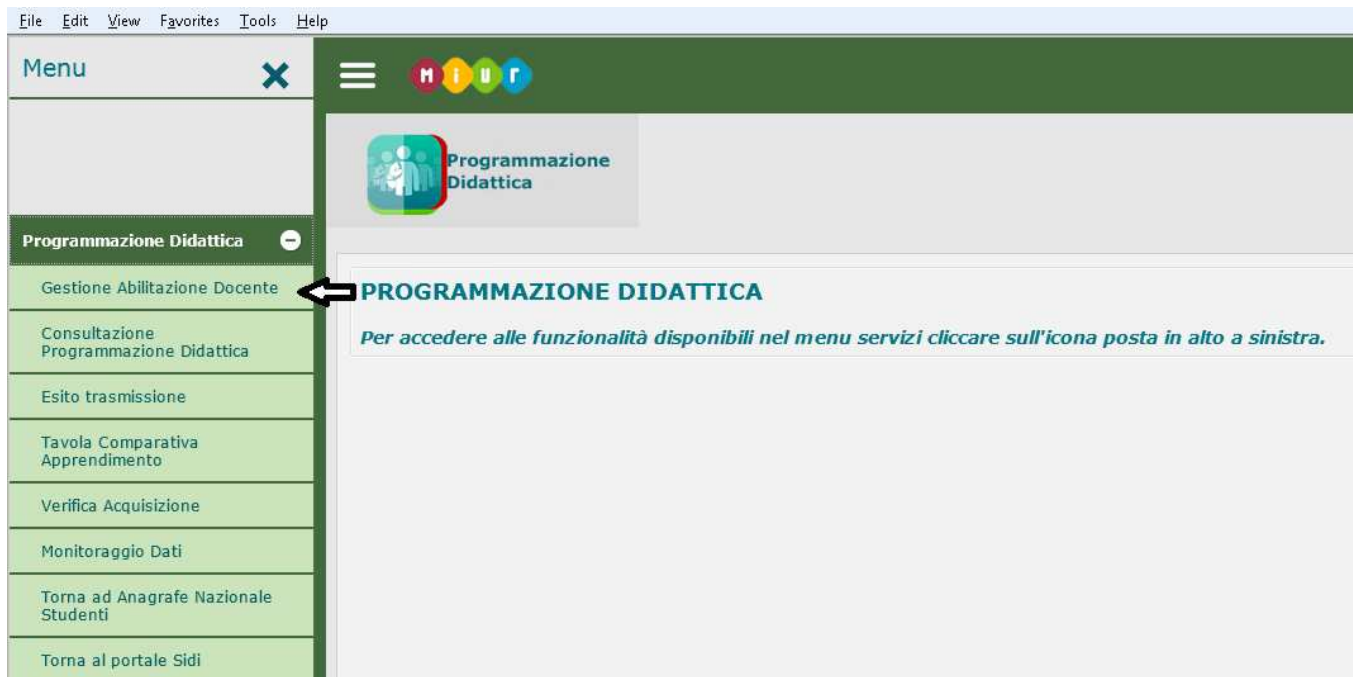 File Edit View Favorites Tools Help
Menu
MiUr
Programmazione
Didattica
Programmazione Didattica
Gestione Abilitazione Docente
Consultazione
Programmazione Didattica
Esito trasmissione
Tavola Comparativa
Apprendimento
Verifica Acquisizione
Monitoraggio Dati
Torna ad Anagrafe Nazionale
Studenti
Torna al portale Sidi
PROGRAMMAZIONE DIDATTICA
Per accedere alle funzionalità disponibili nel menu servizi cliccare sull'icona posta in alto a sinistra.